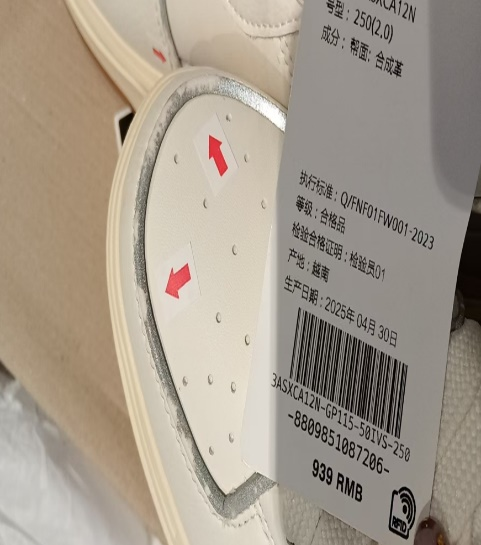 3ASXCA12N
号型：250(2.0)
成分：帮面：合成革
执行标准：Q/FNF01FW001-2023
等级：合格品
检验合格证明：检验员01
产地：越南
生产日期：2025年04月30日
3ASXCA12N-GP115-50IVS-250
-8809851087206-
939 RMB
RFID